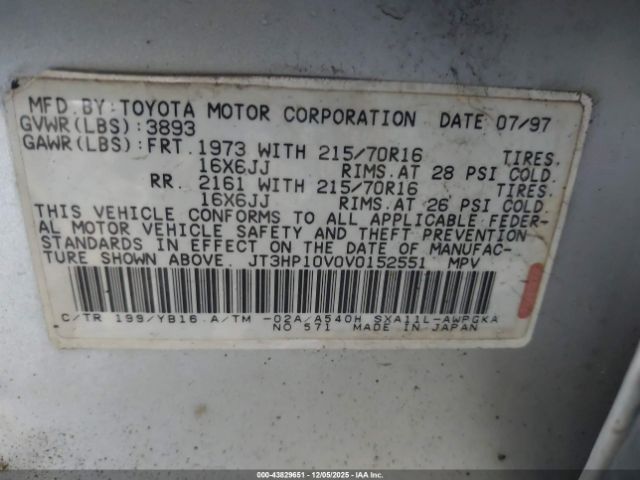 MFD.BY:TOYOTA MOTOR CORPORATION DATE 07/97
GVWR(LBS):3893
GAWR(LBS):FRT.1973 WITH 215/70R16 TIRES.
16X6JJ RIMS.AT 28 PSI COLD.
RR. 2161 WITH 215/70R16 TIRES.
16X6JJ RIMS.AT 26 PSI COLD.
THIS VEHICLE CONFORMS TO ALL APPLICABLE FEDER-
AL MOTOR VEHICLE SAFETY AND THEFT PREVENTION
STANDARDS IN EFFECT ON THE DATE OF MANUFAC-
TURE SHOWN ABOVE. JT3HP10V0V0152551 MPV
C/TR 199/YB16 A/TM -02A/A540H SXA11L-AWPGKA
NO 571 MADE IN JAPAN
000-43829651 - 12/05/2025 - IAAI.COM